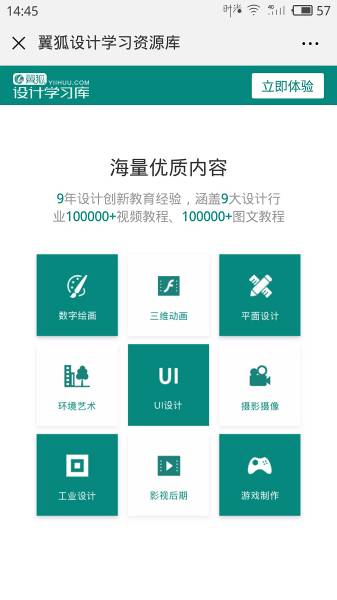 14:45
4G
57
翼狐设计学习资源库
翼狐 YIIHUU.COM
设计学习库
立即体验
海量优质内容
9年设计创新教育经验，涵盖9大设计行
业100000+视频教程、100000+图文教程
数字绘画
三维动画
平面设计
环境艺术
UI
UI设计
摄影摄像
工业设计
影视后期
游戏制作